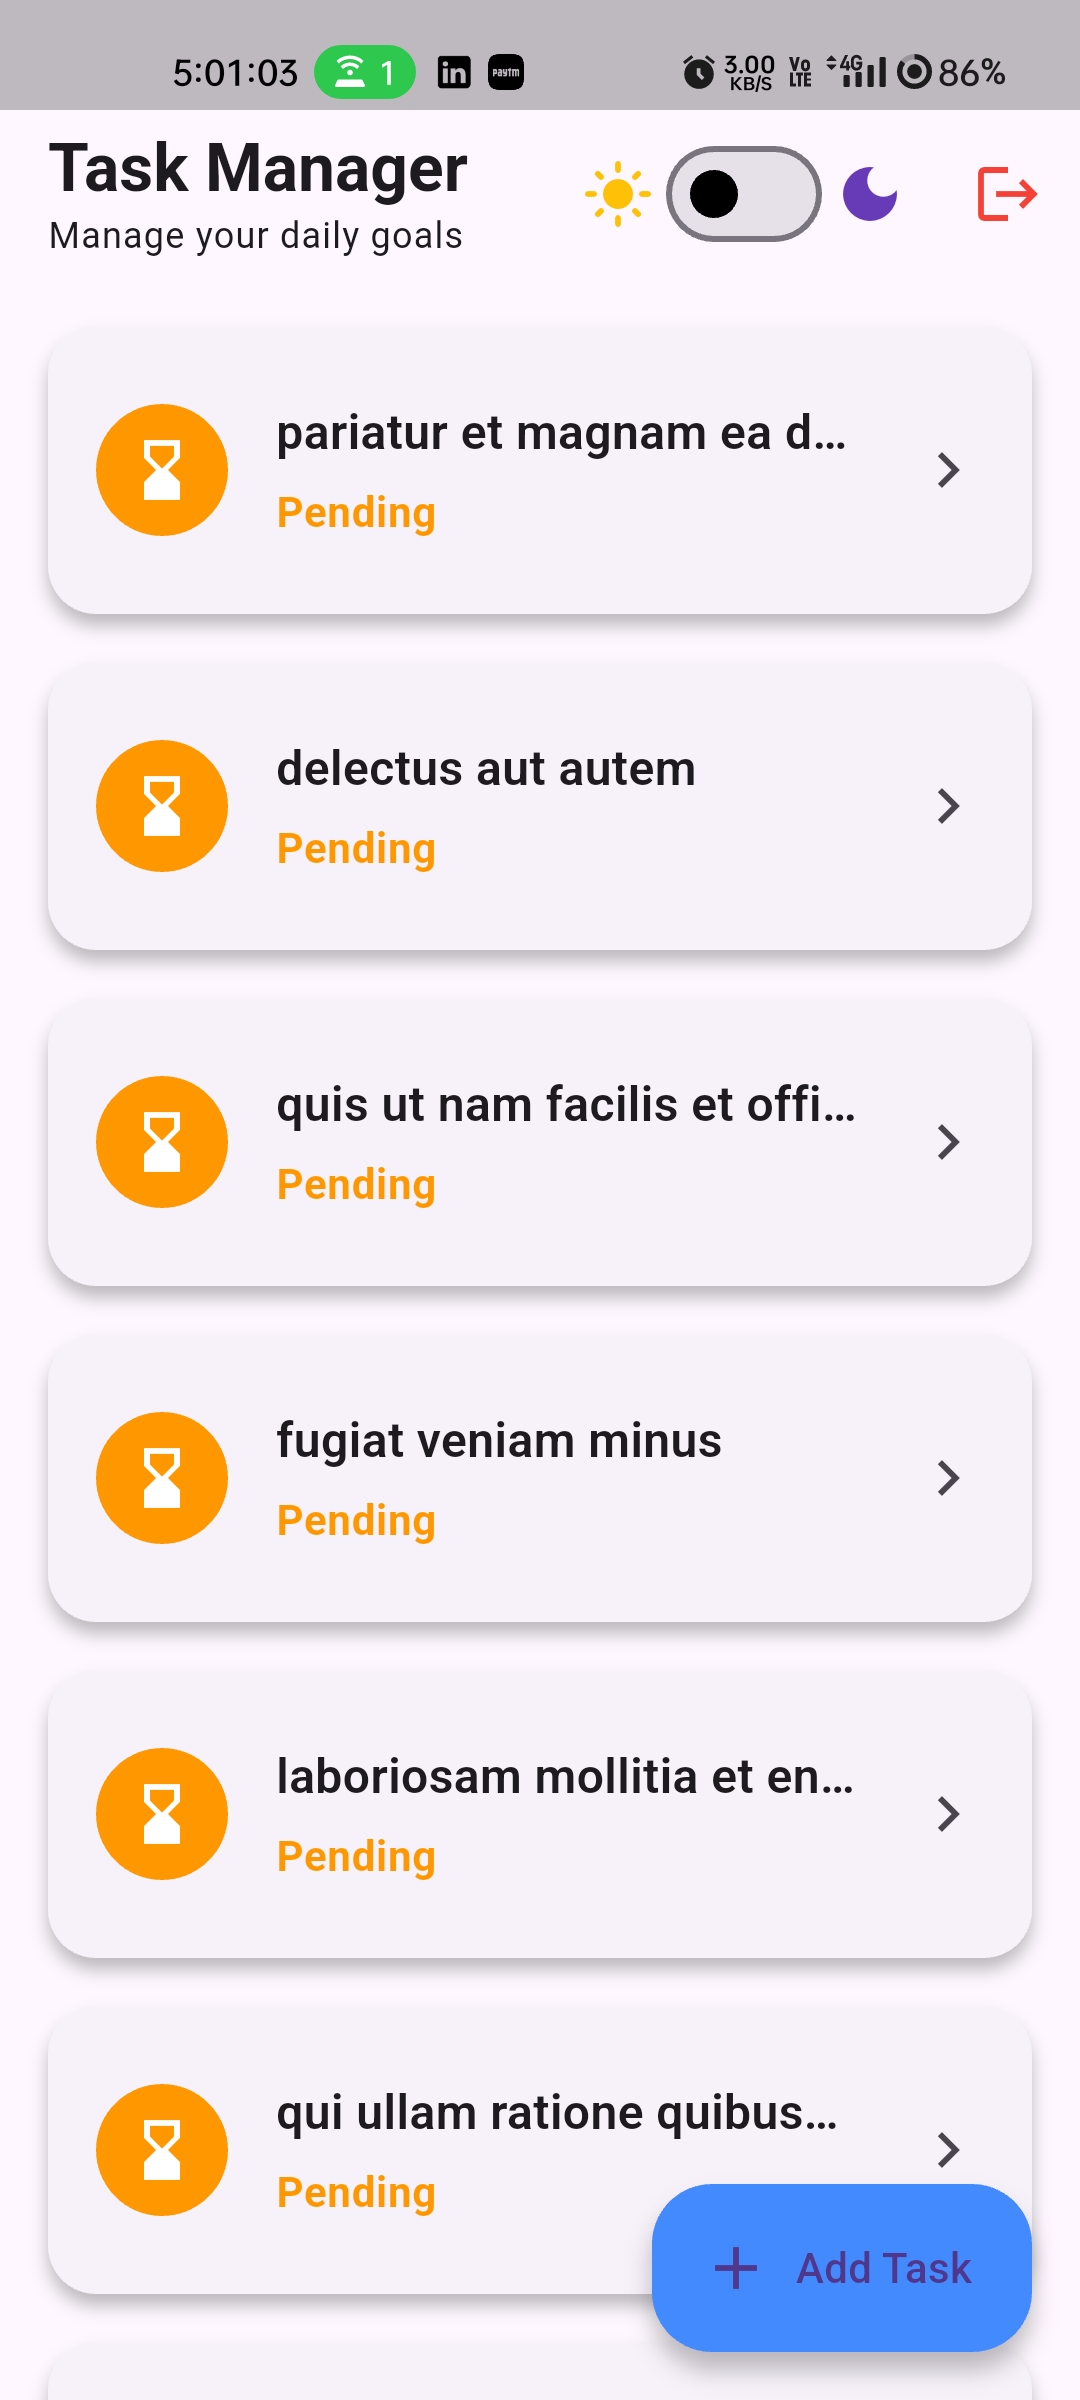 5:01:03 1 in paytm 3.00 KB/S Vo LTE 4G 86%
Task Manager
Manage your daily goals
pariatur et magnam ea d...
Pending
delectus aut autem
Pending
quis ut nam facilis et offi...
Pending
fugiat veniam minus
Pending
laboriosam mollitia et en...
Pending
qui ullam ratione quibus...
Pending
Add Task